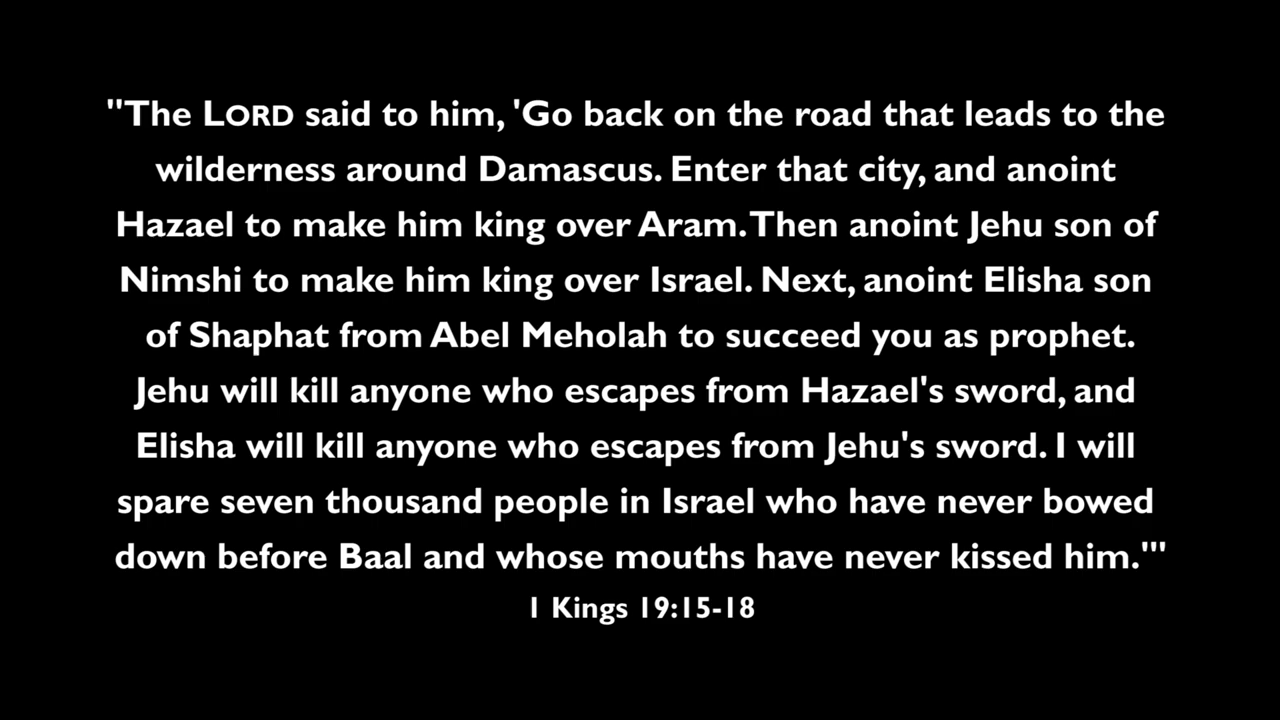 "The LORD said to him, 'Go back on the road that leads to the
wilderness around Damascus. Enter that city, and anoint
Hazael to make him king over Aram. Then anoint Jehu son of
Nimshi to make him king over Israel. Next, anoint Elisha son
of Shaphat from Abel Meholah to succeed you as prophet.
Jehu will kill anyone who escapes from Hazael's sword, and
Elisha will kill anyone who escapes from Jehu's sword. I will
spare seven thousand people in Israel who have never bowed
down before Baal and whose mouths have never kissed him.'"
1 Kings 19:15-18